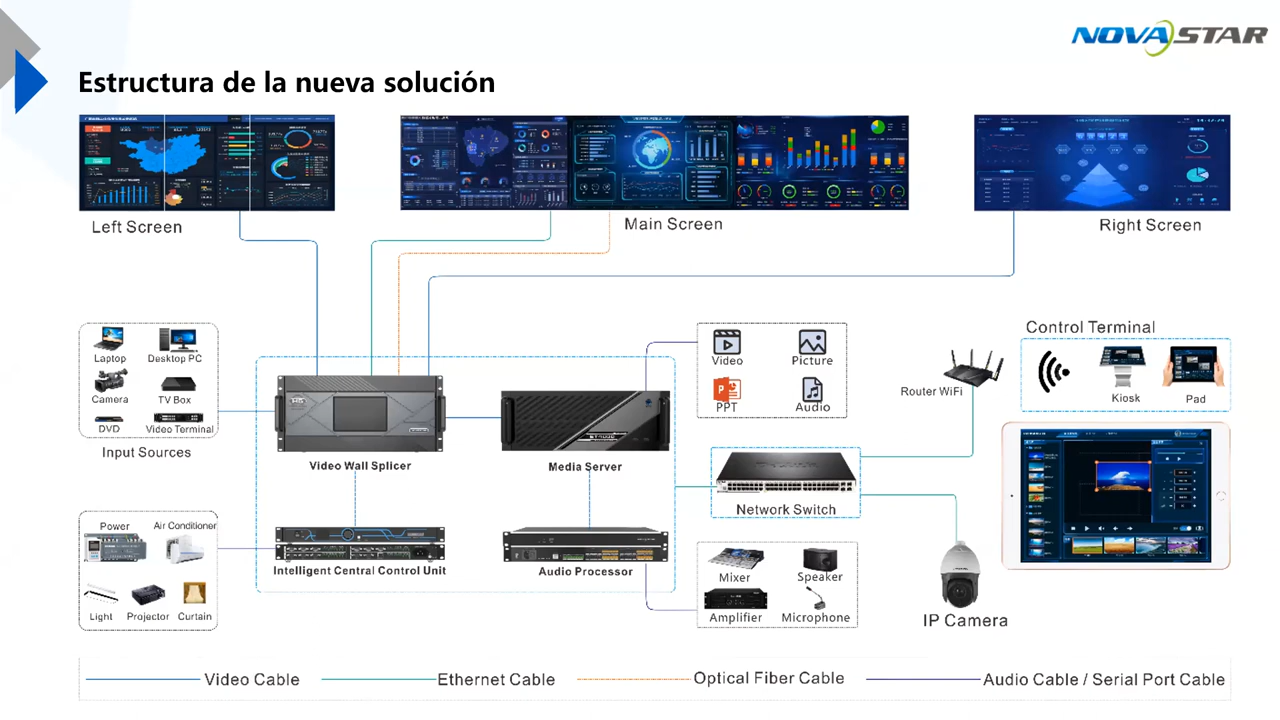 NOVASTAR
Estructura de la nueva solución
Left Screen
Main Screen
Right Screen
Laptop
Desktop PC
Camera
TV Box
DVD
Video Terminal
Input Sources
Video Wall Splicer
Media Server
Video
Picture
PPT
Audio
Router WiFi
Control Terminal
Kiosk
Pad
Network Switch
Power
Air Conditioner
Light
Projector
Curtain
Intelligent Central Control Unit
Audio Processor
Mixer
Speaker
Amplifier
Microphone
IP Camera
Video Cable
Ethernet Cable
Optical Fiber Cable
Audio Cable / Serial Port Cable